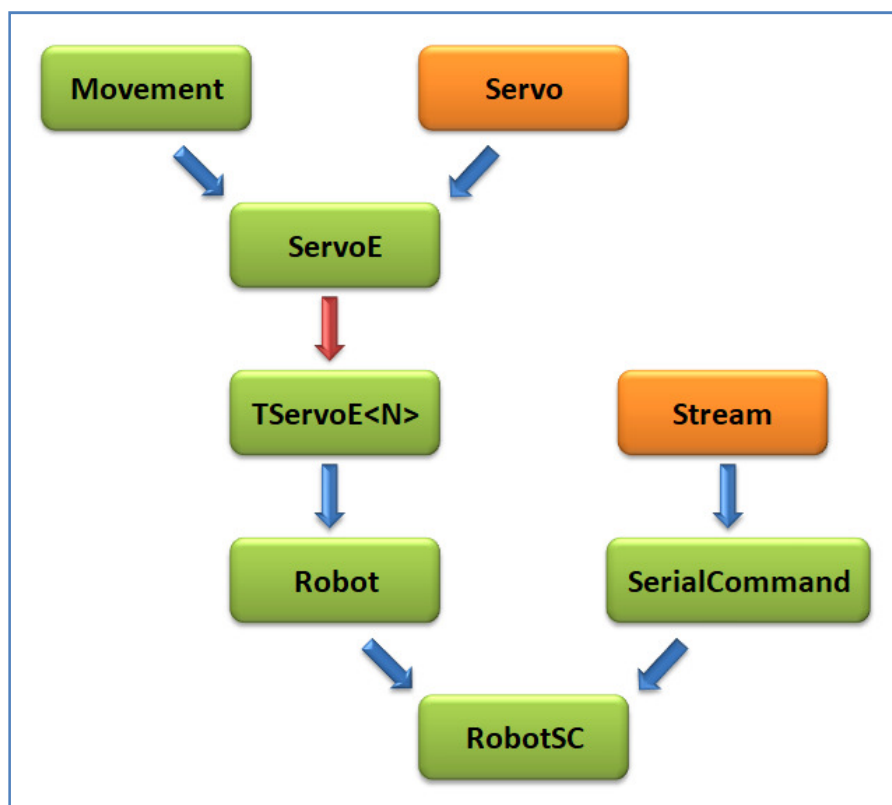 Movement
Servo
ServoE
TServoE<N>
Stream
Robot
SerialCommand
RobotSC